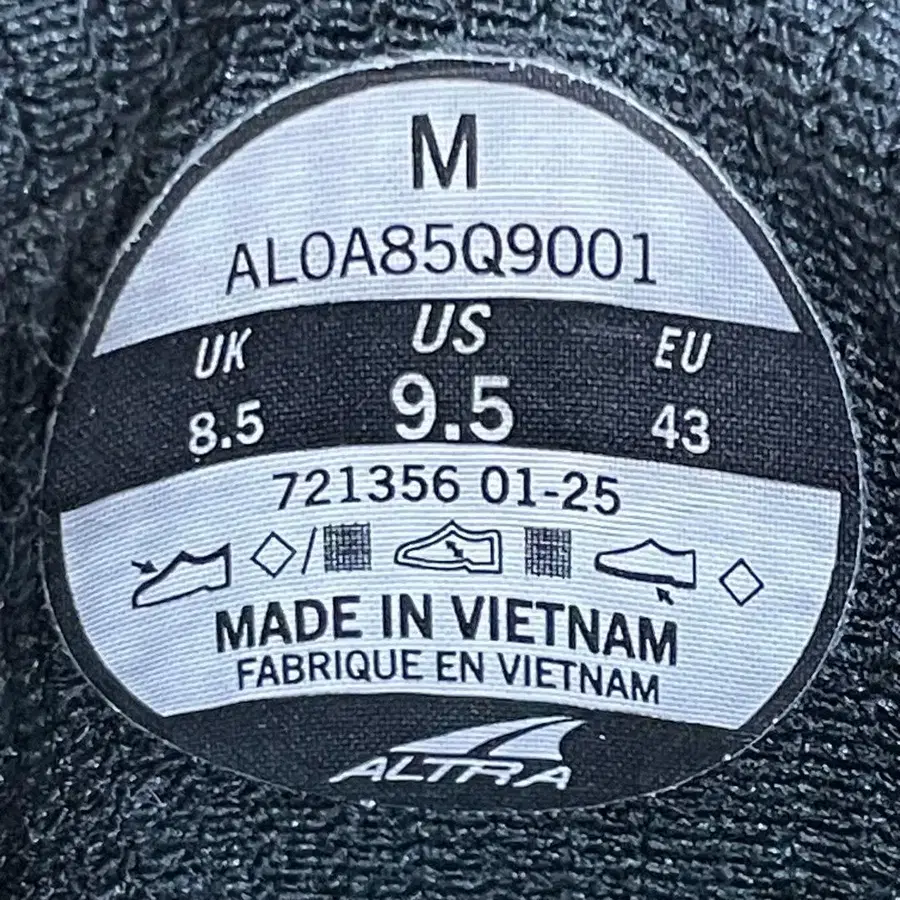 M
AL0A85Q9001
UK US EU
8.5 9.5 43
721356 01-25
MADE IN VIETNAM
FABRIQUE EN VIETNAM
ALTRA